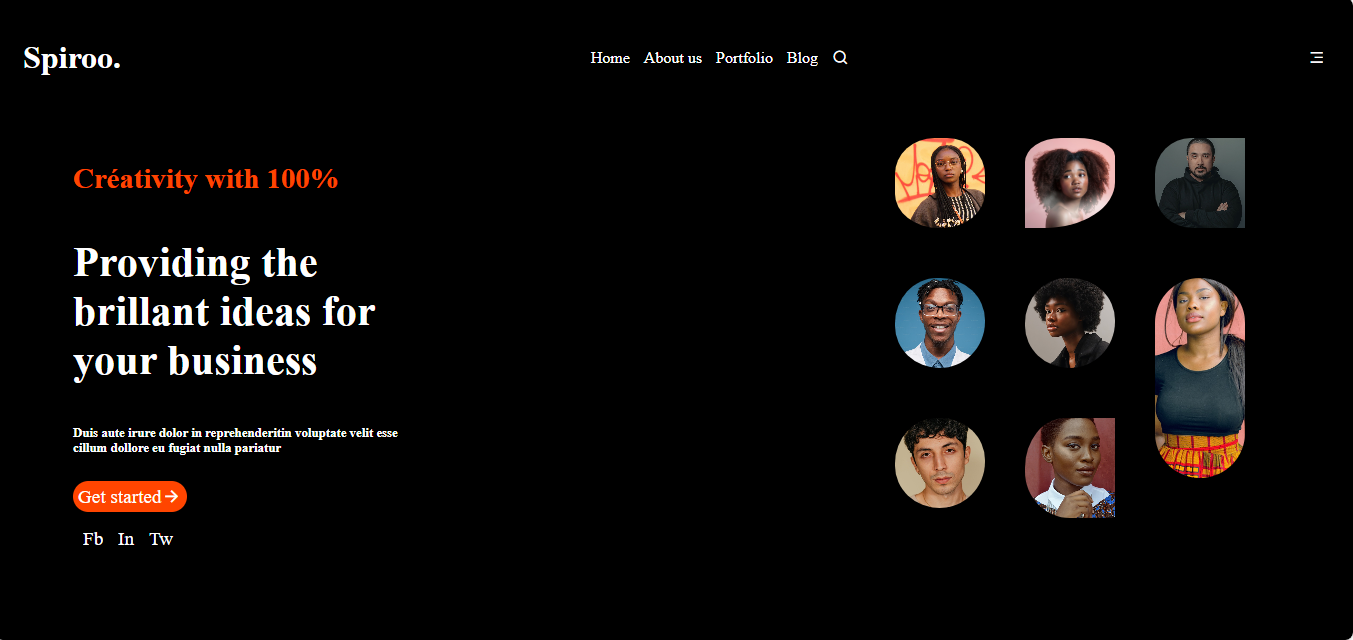 Spiroo.
Home About us Portfolio Blog
Créativity with 100%
Providing the
brillant ideas for
your business
Duis aute irure dolor in reprehenderitin voluptate velit esse
cillum dollore eu fugiat nulla pariatur
Get started
Fb In Tw